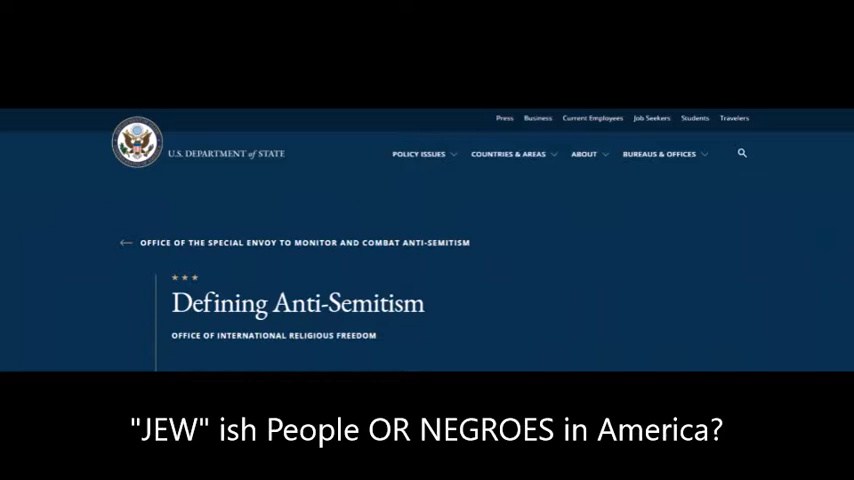 Press Business Current Employees Job Seekers Students Travelers
U.S. DEPARTMENT of STATE POLICY ISSUES COUNTRIES & AREAS ABOUT BUREAUS & OFFICES
OFFICE OF THE SPECIAL ENVOY TO MONITOR AND COMBAT ANTI-SEMITISM
Defining Anti-Semitism
OFFICE OF INTERNATIONAL RELIGIOUS FREEDOM
"JEW" ish People OR NEGROES in America?